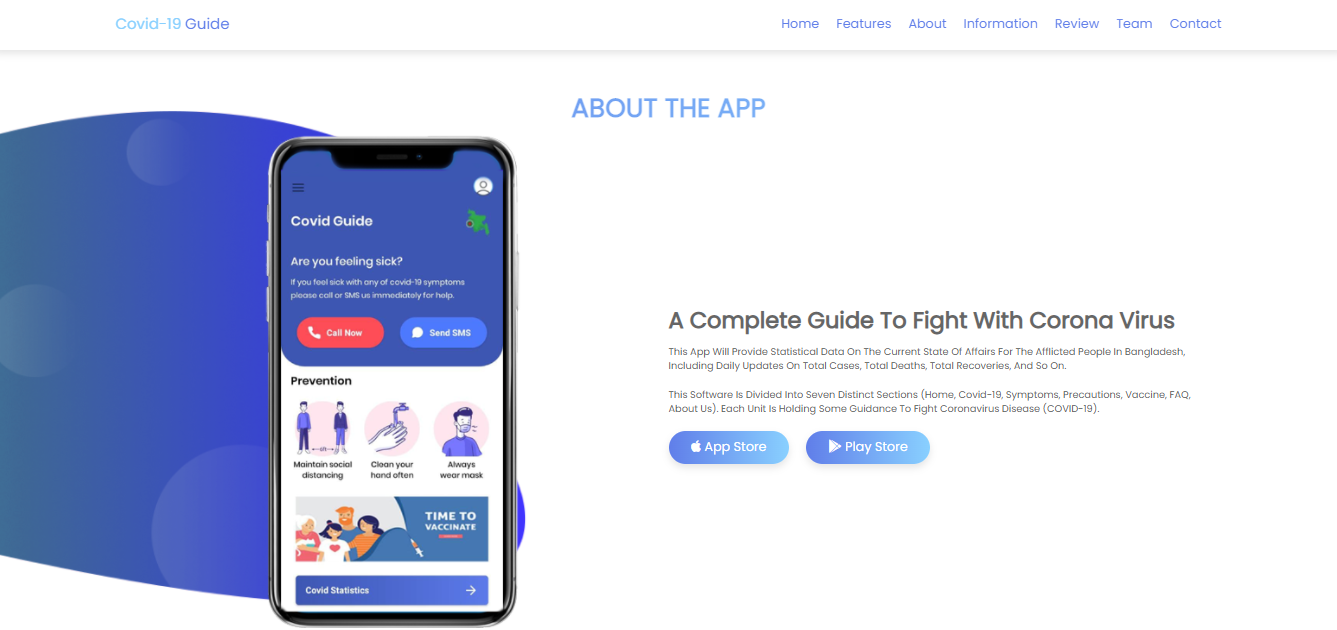 Covid-19 Guide
Home Features About Information Review Team Contact
ABOUT THE APP
Covid Guide
Are you feeling sick?
If you feel sick with any of covid-19 symptoms
please call or SMS us immediately for help.
Call Now
Send SMS
Prevention
Maintain social
distancing
Clean your
hand often
Always
wear mask
TIME TO
VACCINATE
Covid Statistics
A Complete Guide To Fight With Corona Virus
This App Will Provide Statistical Data On The Current State Of Affairs For The Afflicted People In Bangladesh,
Including Daily Updates On Total Cases, Total Deaths, Total Recoveries, And So On.
This Software Is Divided Into Seven Distinct Sections (Home, Covid-19, Symptoms, Precautions, Vaccine, FAQ,
About Us). Each Unit Is Holding Some Guidance To Fight Coronavirus Disease (COVID-19).
App Store
Play Store